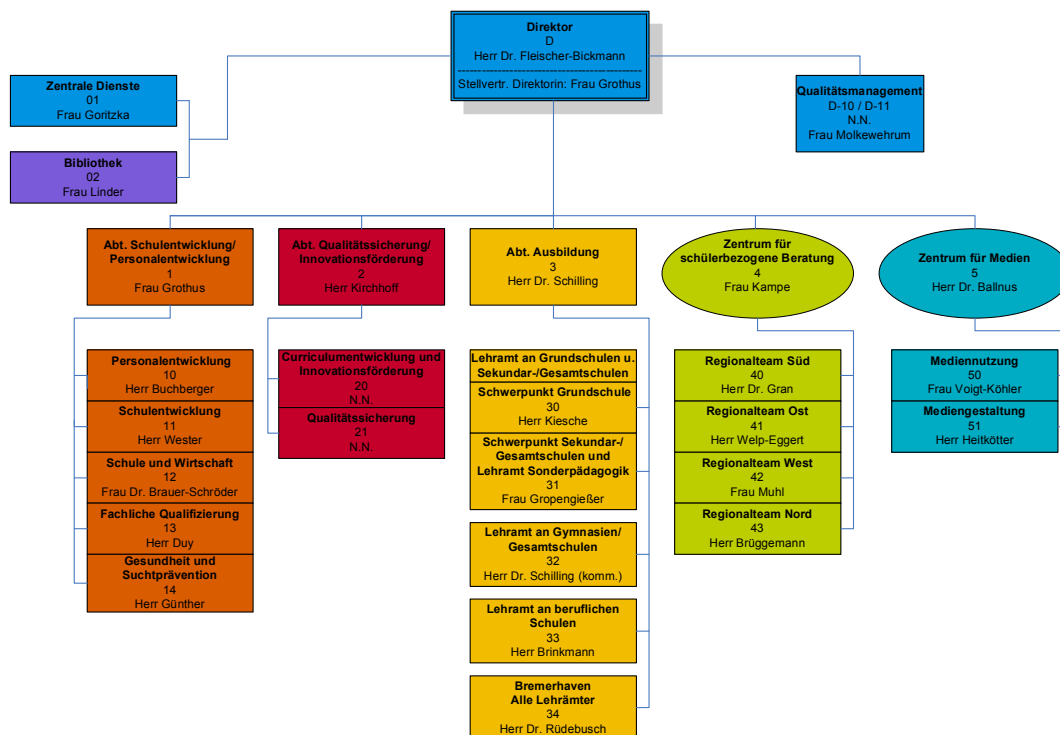 Direktor
D
Herr Dr. Fleischer-Bickmann
Stellvertr. Direktorin: Frau Grothus
Zentrale Dienste
01
Frau Goritzka
Bibliothek
02
Frau Linder
Qualitätsmanagement
D-10 / D-11
N.N.
Frau Molkewehrum
Abt. Schulentwicklung/
Personalentwicklung
1
Frau Grothus
Abt. Qualitätssicherung/
Innovationsförderung
2
Herr Kirchhoff
Abt. Ausbildung
3
Herr Dr. Schilling
Zentrum für
schülerbezogene Beratung
4
Frau Kampe
Zentrum für Medien
5
Herr Dr. Ballnus
Personalentwicklung
10
Herr Buchberger
Schulentwicklung
11
Herr Wester
Schule und Wirtschaft
12
Frau Dr. Brauer-Schröder
Fachliche Qualifizierung
13
Herr Duy
Gesundheit und
Suchtprävention
14
Herr Günther
Curriculumentwicklung und
Innovationsförderung
20
N.N.
Qualitätssicherung
21
N.N.
Lehramt an Grundschulen u.
Sekundar-/Gesamtschulen
Schwerpunkt Grundschule
30
Herr Kiesche
Schwerpunkt Sekundar-/
Gesamtschulen und
Lehramt Sonderpädagogik
31
Frau Gropengießer
Lehramt an Gymnasien/
Gesamtschulen
32
Herr Dr. Schilling (komm.)
Lehramt an beruflichen
Schulen
33
Herr Brinkmann
Bremerhaven
Alle Lehrämter
34
Herr Dr. Rüdebusch
Regionalteam Süd
40
Herr Dr. Gran
Regionalteam Ost
41
Herr Welp-Eggert
Regionalteam West
42
Frau Muhl
Regionalteam Nord
43
Herr Brüggemann
Mediennutzung
50
Frau Voigt-Köhler
Mediengestaltung
51
Herr Heitkötter